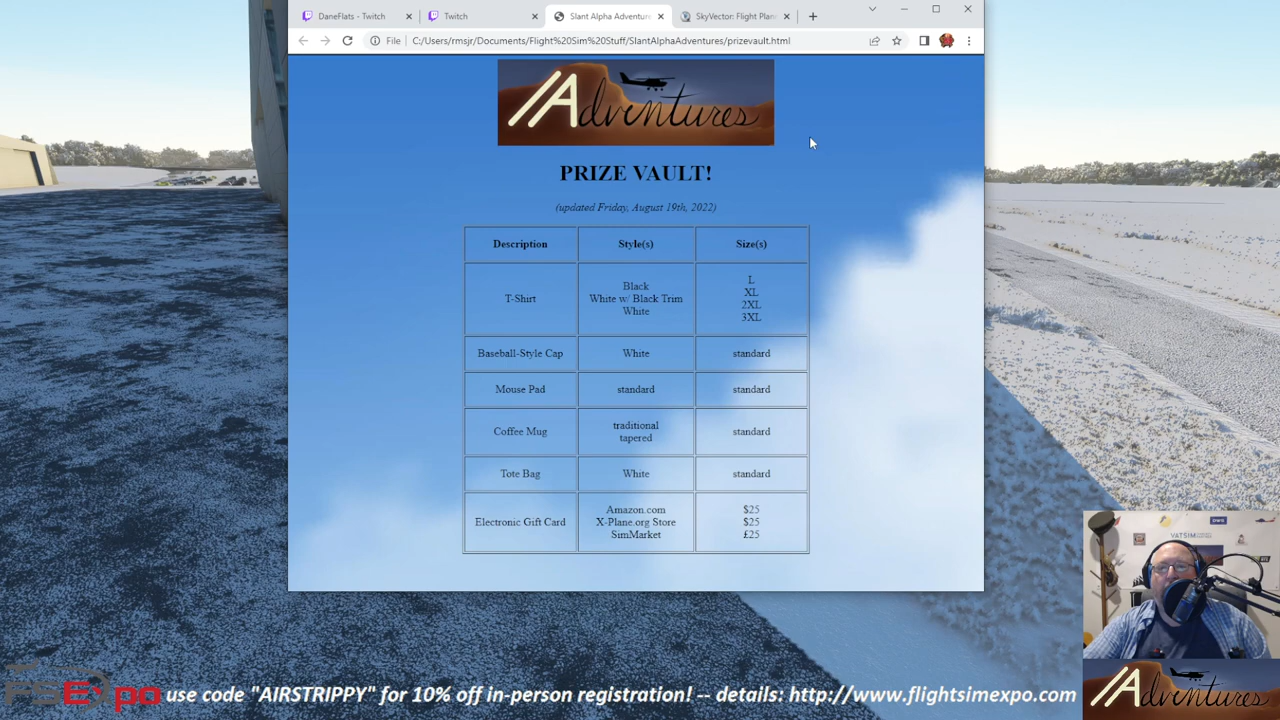 DaneFlats - Twitch
Twitch
Slant Alpha Adventure
SkyVector: Flight Plan
File
C:/Users/rmsjr/Documents/Flight%20Sim%20Stuff/SlantAlphaAdventures/prizevault.html
//Adventures
PRIZE VAULT!
(updated Friday, August 19th, 2022)
Description Style(s) Size(s)
T-Shirt
Black
White w/ Black Trim
White
L
XL
2XL
3XL
Baseball-Style Cap White standard
Mouse Pad standard standard
Coffee Mug
traditional
tapered
standard
Tote Bag White standard
Electronic Gift Card
Amazon.com
X-Plane.org Store
SimMarket
$25
$25
£25
VATSIM
FSExpo
use code "AIRSTRIPPY" for 10% off in-person registration! -- details: http://www.flightsimexpo.com
//Adventures